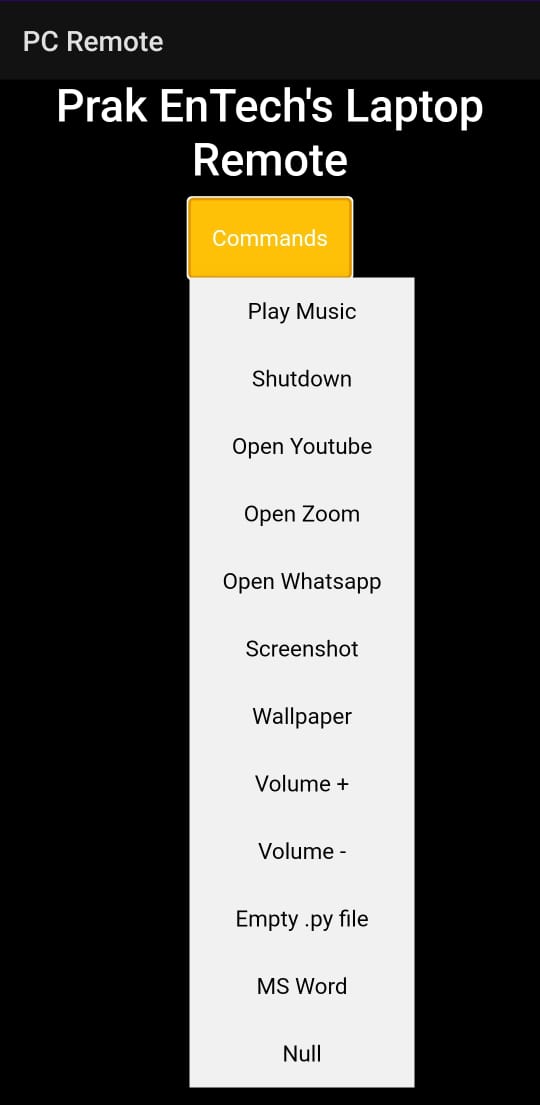 PC Remote
Prak EnTech's Laptop
Remote
Commands
Play Music
Shutdown
Open Youtube
Open Zoom
Open Whatsapp
Screenshot
Wallpaper
Volume +
Volume -
Empty .py file
MS Word
Null